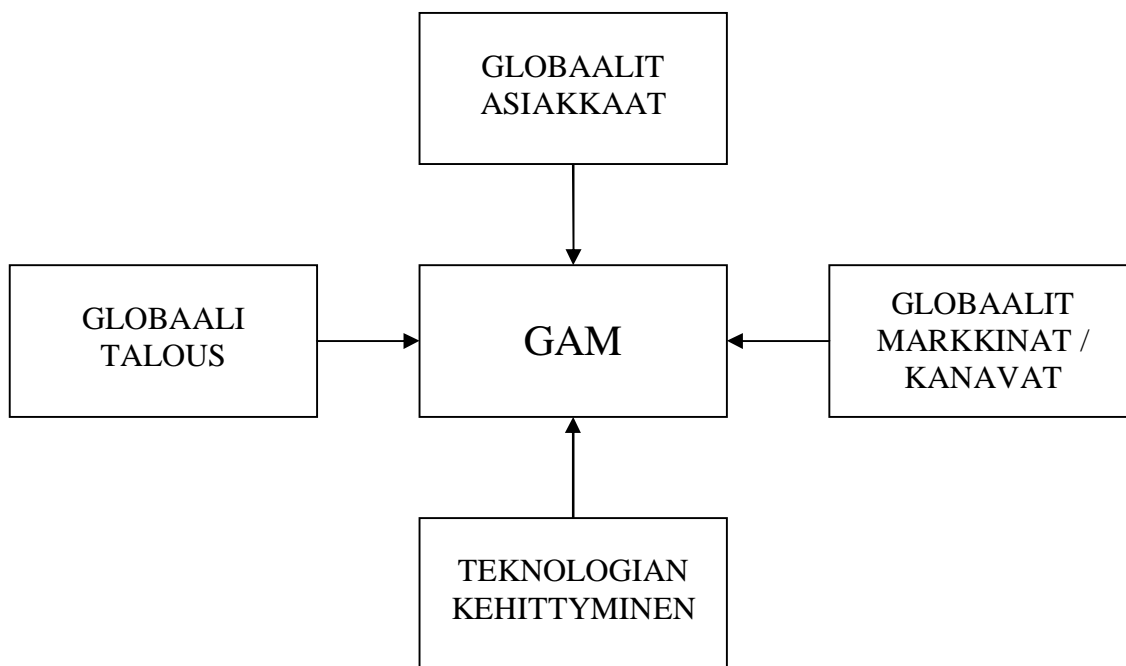 GLOBAALIT
ASIAKKAAT
GLOBAALI
TALOUS
GAM
GLOBAALIT
MARKKINAT /
KANAVAT
TEKNOLOGIAN
KEHITTYMINEN